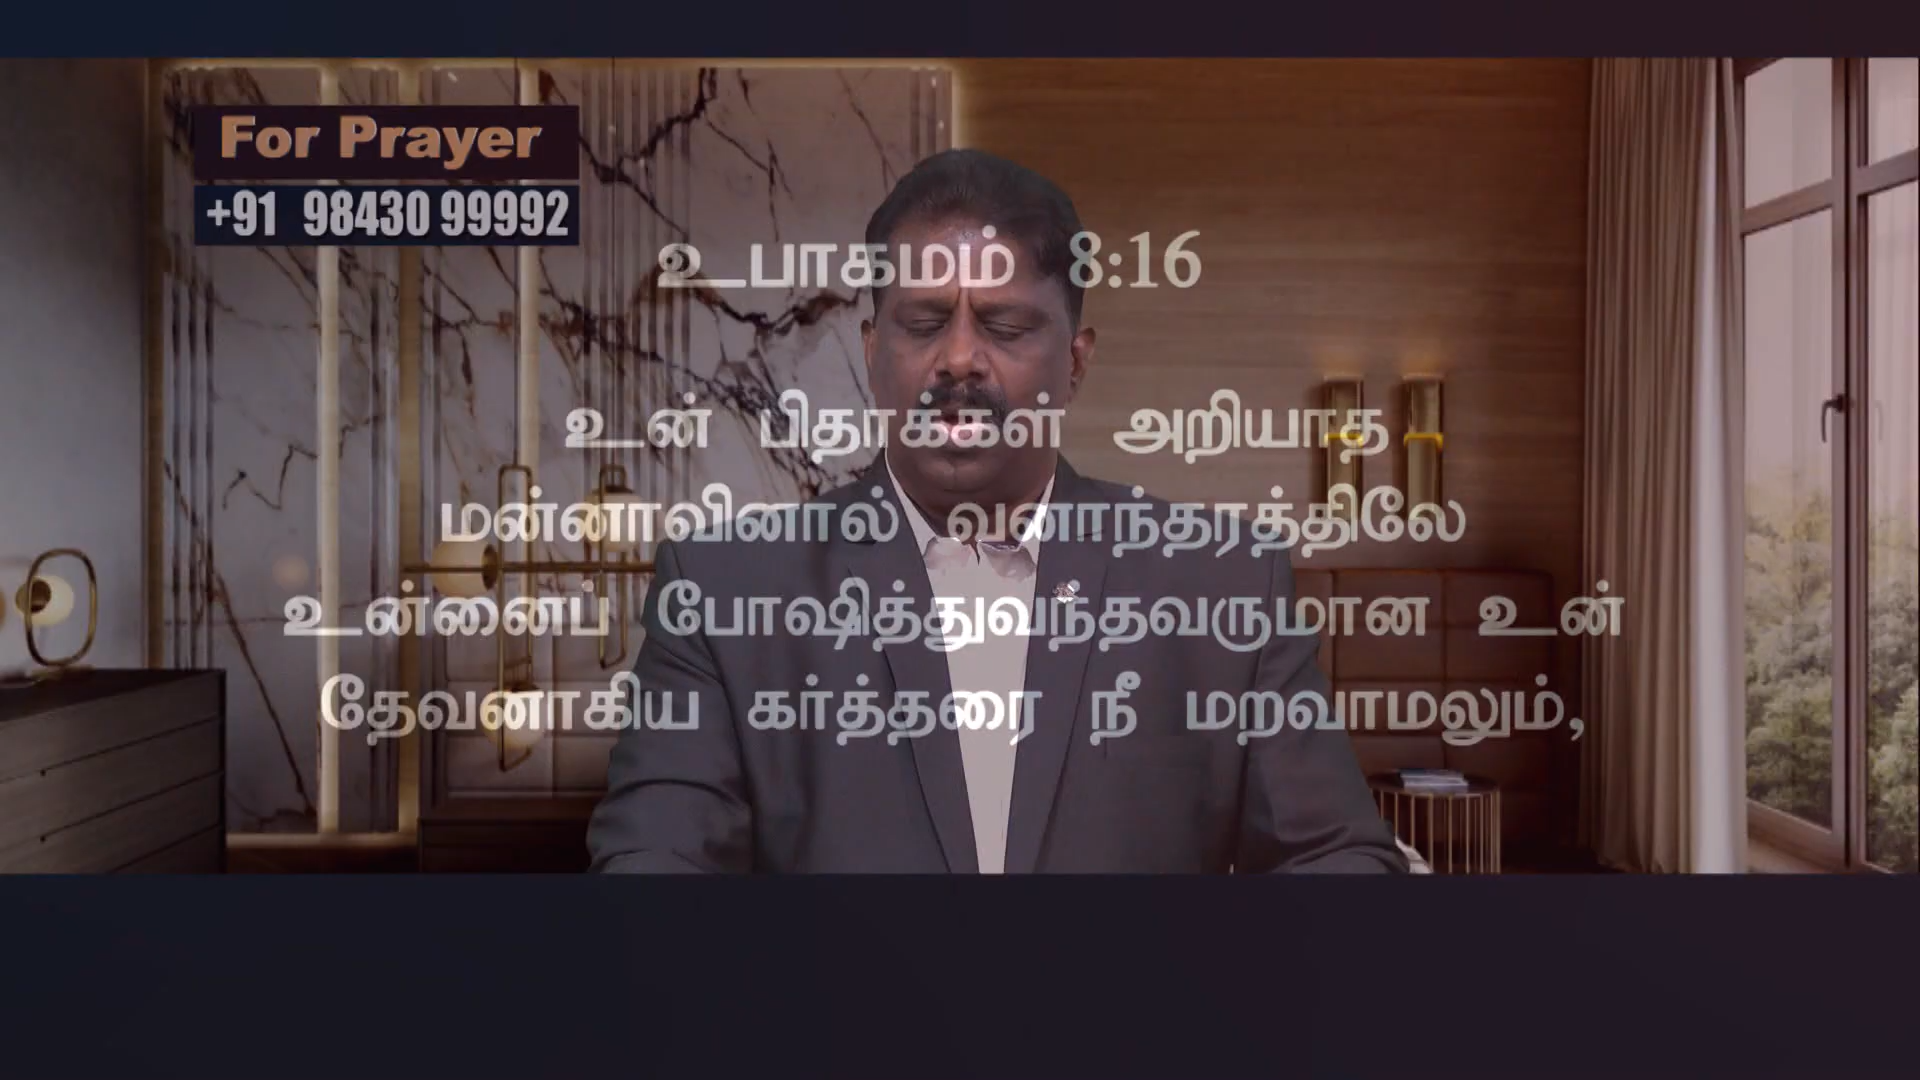 For Prayer
+91 98430 99992
உபாகமம் 8:16
உன் பிதாக்கள் அறியாத
மன்னாவினால் வனாந்தரத்திலே
உன்னைப் போஷித்துவந்தவருமான உன்
தேவனாகிய கர்த்தரை நீ மறவாமலும்,